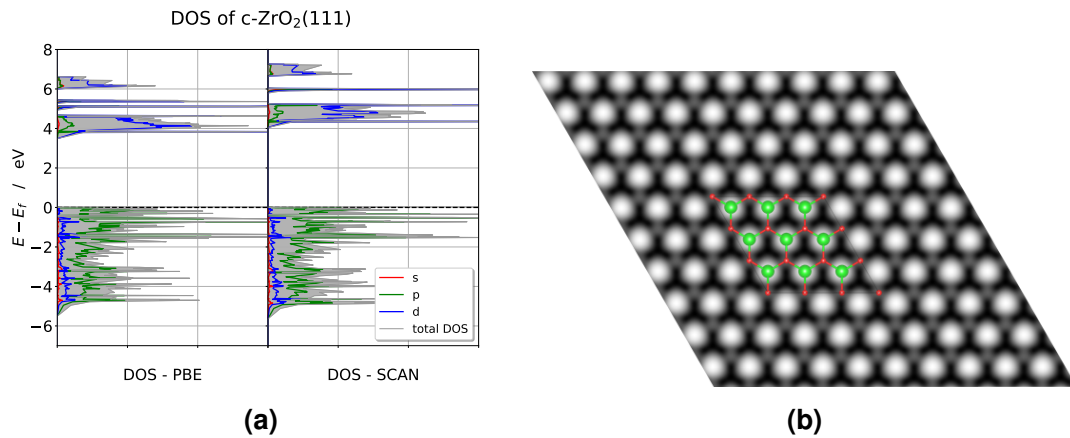 DOS of c-ZrO₂(111)
8
6
4
2
0
−2
−4
−6
E − E_f / eV
s
p
d
total DOS
DOS - PBE
DOS - SCAN
(a)
(b)